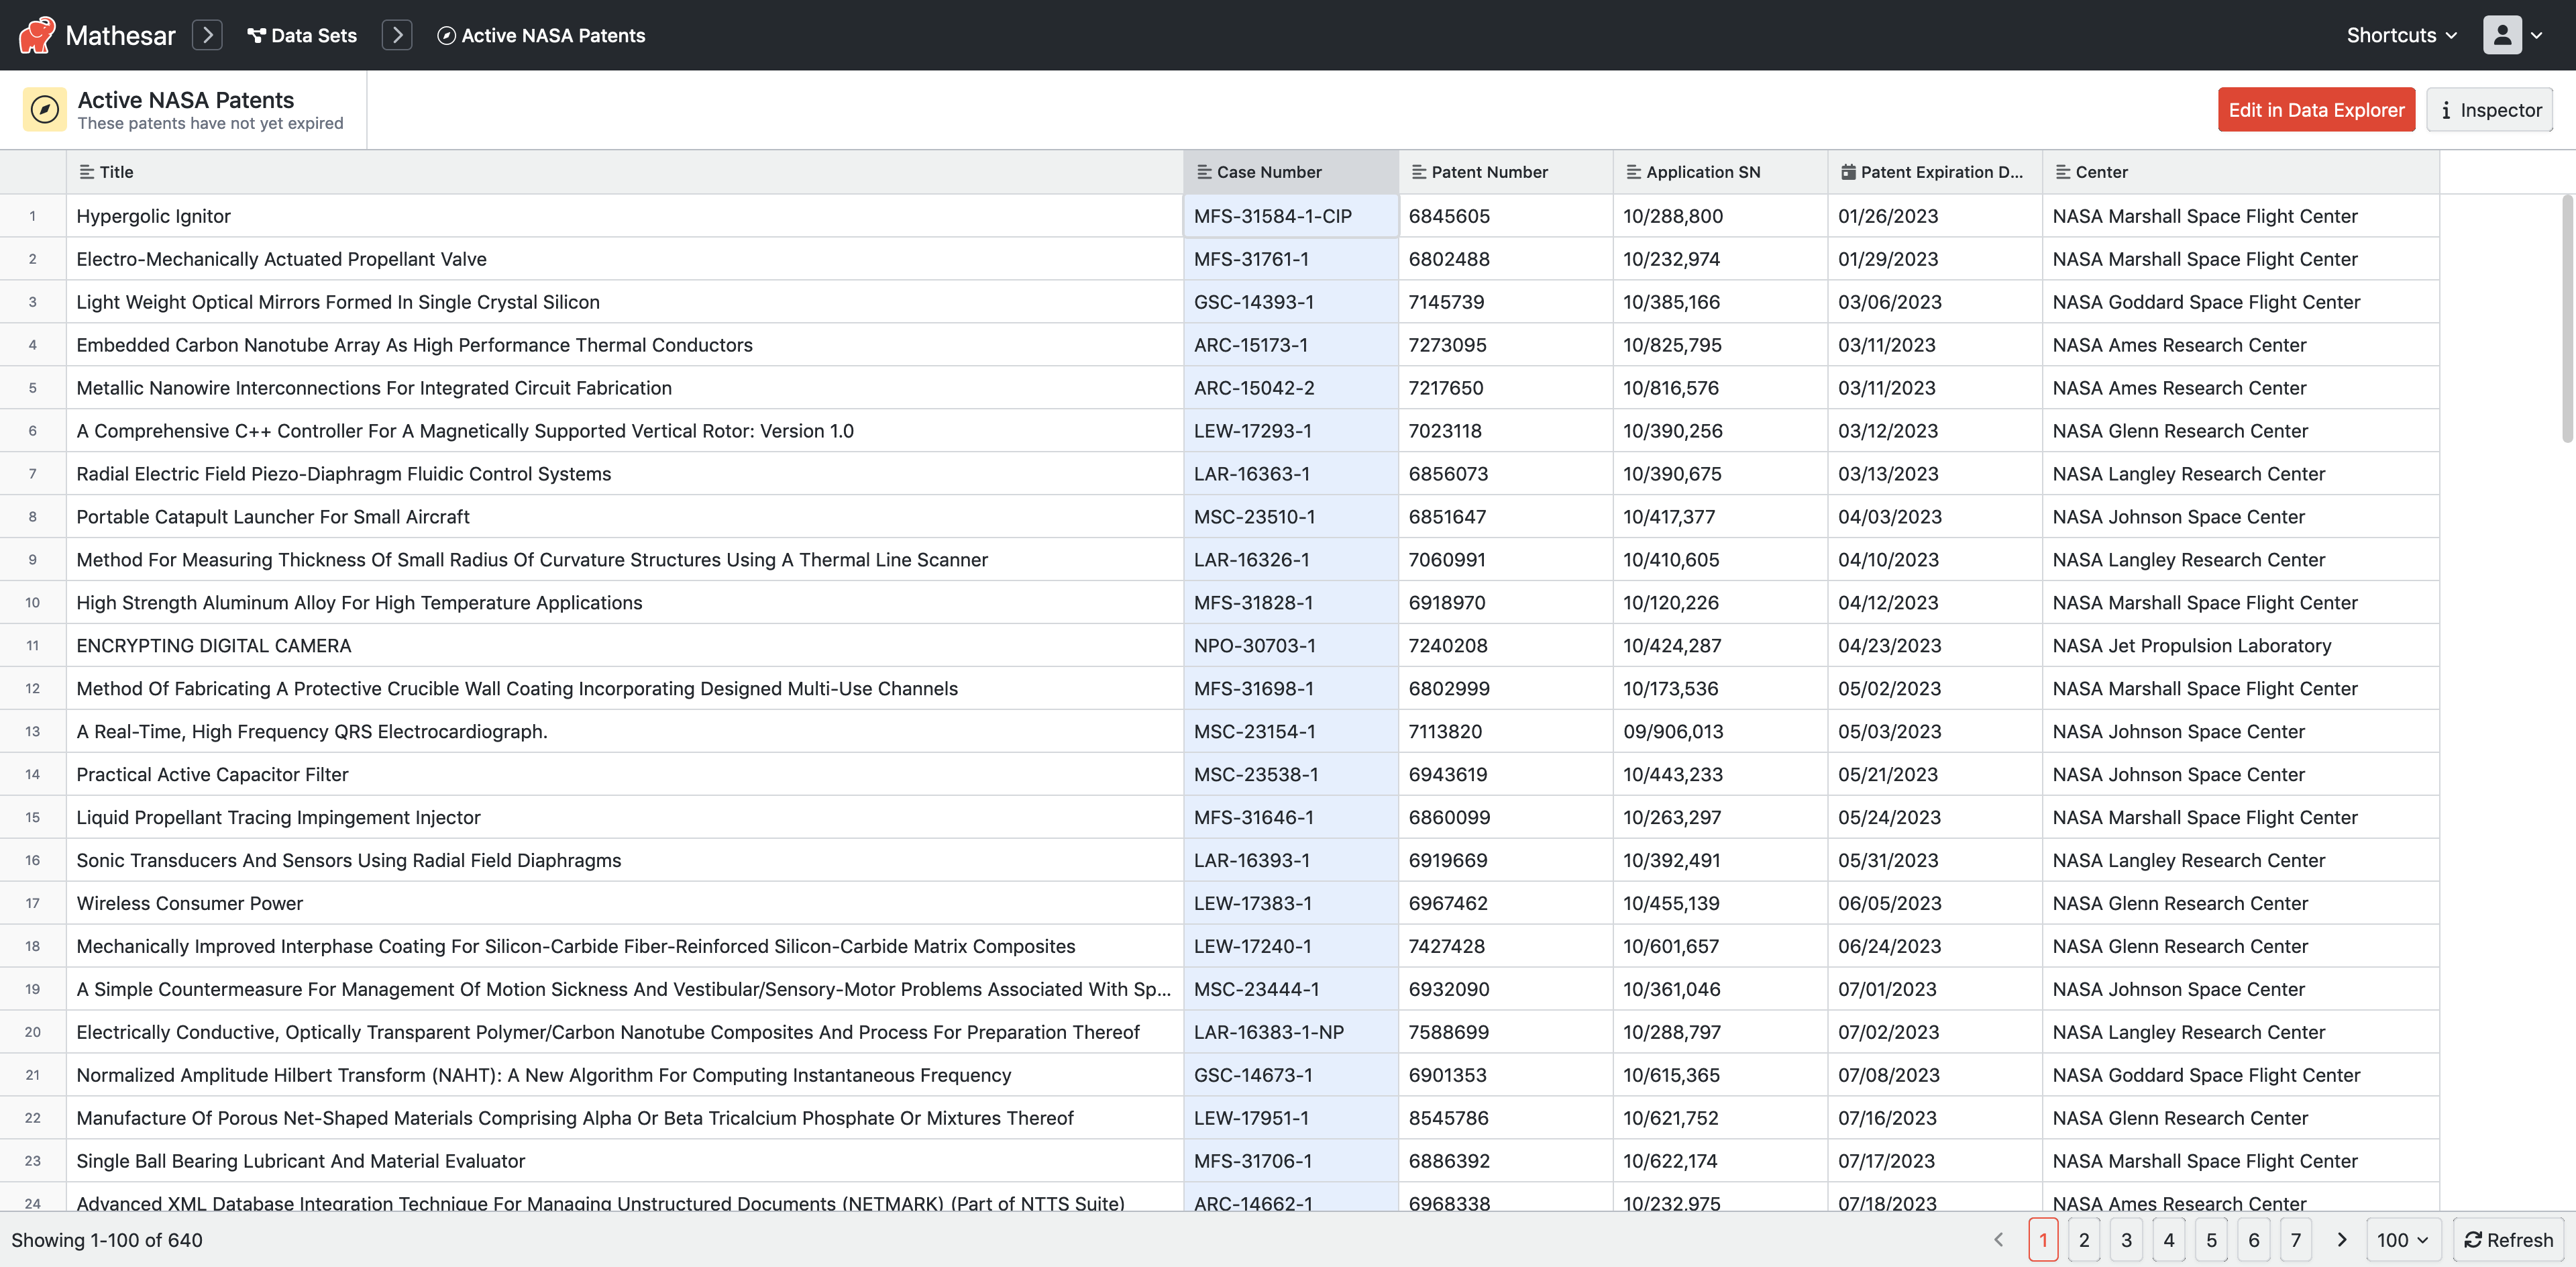 Mathesar Data Sets Active NASA Patents Shortcuts
Active NASA Patents
These patents have not yet expired
Edit in Data Explorer Inspector
Title Case Number Patent Number Application SN Patent Expiration D... Center
1 Hypergolic Ignitor MFS-31584-1-CIP 6845605 10/288,800 01/26/2023 NASA Marshall Space Flight Center
2 Electro-Mechanically Actuated Propellant Valve MFS-31761-1 6802488 10/232,974 01/29/2023 NASA Marshall Space Flight Center
3 Light Weight Optical Mirrors Formed In Single Crystal Silicon GSC-14393-1 7145739 10/385,166 03/06/2023 NASA Goddard Space Flight Center
4 Embedded Carbon Nanotube Array As High Performance Thermal Conductors ARC-15173-1 7273095 10/825,795 03/11/2023 NASA Ames Research Center
5 Metallic Nanowire Interconnections For Integrated Circuit Fabrication ARC-15042-2 7217650 10/816,576 03/11/2023 NASA Ames Research Center
6 A Comprehensive C++ Controller For A Magnetically Supported Vertical Rotor: Version 1.0 LEW-17293-1 7023118 10/390,256 03/12/2023 NASA Glenn Research Center
7 Radial Electric Field Piezo-Diaphragm Fluidic Control Systems LAR-16363-1 6856073 10/390,675 03/13/2023 NASA Langley Research Center
8 Portable Catapult Launcher For Small Aircraft MSC-23510-1 6851647 10/417,377 04/03/2023 NASA Johnson Space Center
9 Method For Measuring Thickness Of Small Radius Of Curvature Structures Using A Thermal Line Scanner LAR-16326-1 7060991 10/410,605 04/10/2023 NASA Langley Research Center
10 High Strength Aluminum Alloy For High Temperature Applications MFS-31828-1 6918970 10/120,226 04/12/2023 NASA Marshall Space Flight Center
11 ENCRYPTING DIGITAL CAMERA NPO-30703-1 7240208 10/424,287 04/23/2023 NASA Jet Propulsion Laboratory
12 Method Of Fabricating A Protective Crucible Wall Coating Incorporating Designed Multi-Use Channels MFS-31698-1 6802999 10/173,536 05/02/2023 NASA Marshall Space Flight Center
13 A Real-Time, High Frequency QRS Electrocardiograph. MSC-23154-1 7113820 09/906,013 05/03/2023 NASA Johnson Space Center
14 Practical Active Capacitor Filter MSC-23538-1 6943619 10/443,233 05/21/2023 NASA Johnson Space Center
15 Liquid Propellant Tracing Impingement Injector MFS-31646-1 6860099 10/263,297 05/24/2023 NASA Marshall Space Flight Center
16 Sonic Transducers And Sensors Using Radial Field Diaphragms LAR-16393-1 6919669 10/392,491 05/31/2023 NASA Langley Research Center
17 Wireless Consumer Power LEW-17383-1 6967462 10/455,139 06/05/2023 NASA Glenn Research Center
18 Mechanically Improved Interphase Coating For Silicon-Carbide Fiber-Reinforced Silicon-Carbide Matrix Composites LEW-17240-1 7427428 10/601,657 06/24/2023 NASA Glenn Research Center
19 A Simple Countermeasure For Management Of Motion Sickness And Vestibular/Sensory-Motor Problems Associated With Sp... MSC-23444-1 6932090 10/361,046 07/01/2023 NASA Johnson Space Center
20 Electrically Conductive, Optically Transparent Polymer/Carbon Nanotube Composites And Process For Preparation Thereof LAR-16383-1-NP 7588699 10/288,797 07/02/2023 NASA Langley Research Center
21 Normalized Amplitude Hilbert Transform (NAHT): A New Algorithm For Computing Instantaneous Frequency GSC-14673-1 6901353 10/615,365 07/08/2023 NASA Goddard Space Flight Center
22 Manufacture Of Porous Net-Shaped Materials Comprising Alpha Or Beta Tricalcium Phosphate Or Mixtures Thereof LEW-17951-1 8545786 10/621,752 07/16/2023 NASA Glenn Research Center
23 Single Ball Bearing Lubricant And Material Evaluator MFS-31706-1 6886392 10/622,174 07/17/2023 NASA Marshall Space Flight Center
24 Advanced XML Database Integration Technique For Managing Unstructured Documents (NETMARK) (Part of NTTS Suite) ARC-14662-1 6968338 10/232,975 07/18/2023 NASA Ames Research Center
Showing 1-100 of 640 1 2 3 4 5 6 7 100 Refresh